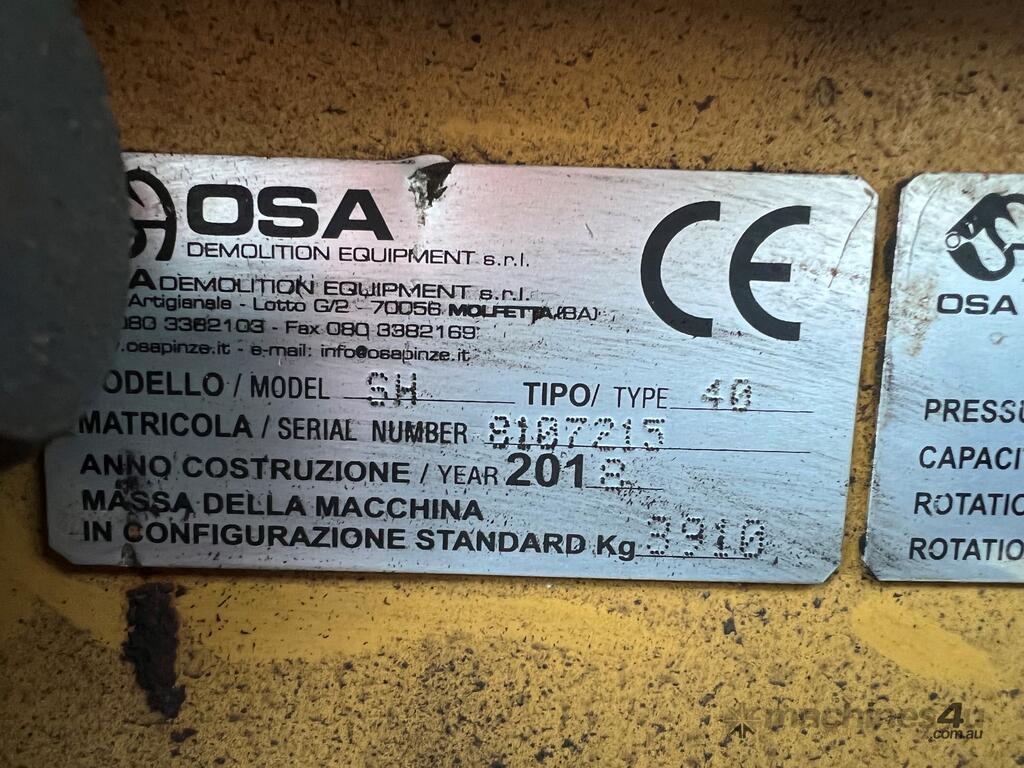 OSA
DEMOLITION EQUIPMENT s.r.l.
A DEMOLITION EQUIPMENT s.r.l.
Artigianale - Lotto G/2 70056 MOLFETTA (BA)
080 3382103 - Fax 080 3382169
.osapinze.it - e-mail: info@osapinze.it
CE
ODELLO / MODEL SH TIPO/ TYPE 40
MATRICOLA / SERIAL NUMBER 8107215
ANNO COSTRUZIONE / YEAR 2018
MASSA DELLA MACCHINA
IN CONFIGURAZIONE STANDARD Kg 3910
OSA
PRESSU
CAPACI
ROTATIO
ROTATIO
machines4u
.com.au